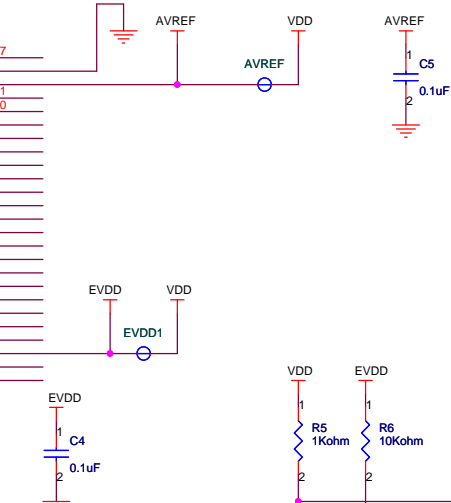 AVREF
VDD
AVREF
7
AVREF
1
C5
0.1uF
2
1
0
EVDD
VDD
EVDD1
VDD
EVDD
EVDD
1
C4
0.1uF
2
1
R5
1Kohm
2
1
R6
10Kohm
2